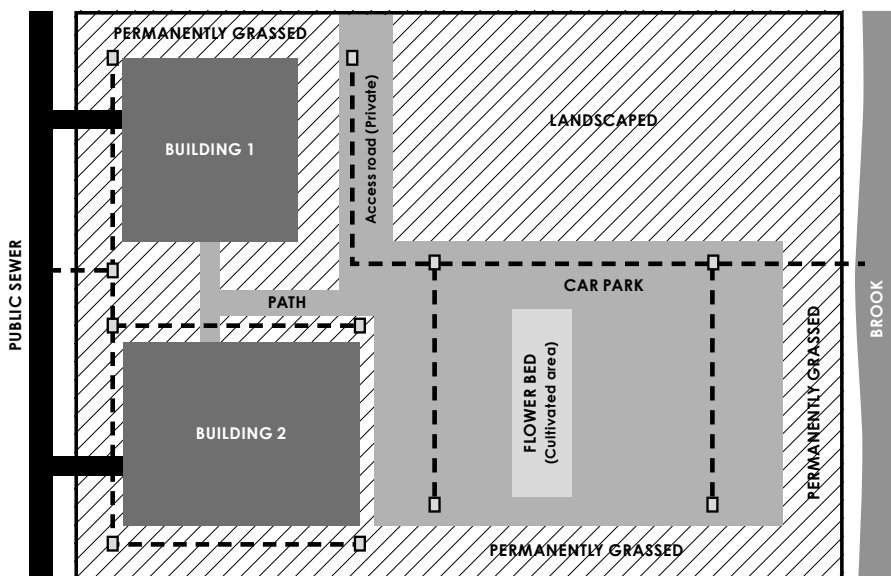 PERMANENTLY GRASSED
BUILDING 1
Access road (Private)
LANDSCAPED
PUBLIC SEWER
PATH
CAR PARK
BROOK
FLOWER BED
(Cultivated area)
PERMANENTLY GRASSED
BUILDING 2
PERMANENTLY GRASSED